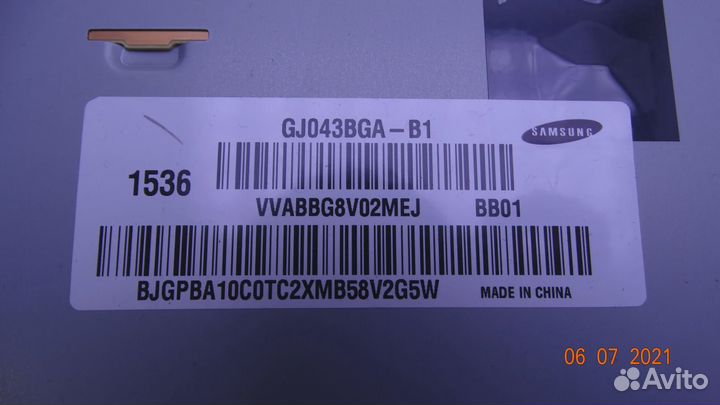 GJ043BGA-B1
SAMSUNG
1536
VVABBG8V02MEJ BB01
BJGPBA10C0TC2XMB58V2G5W MADE IN CHINA
06 07 2021
Avito